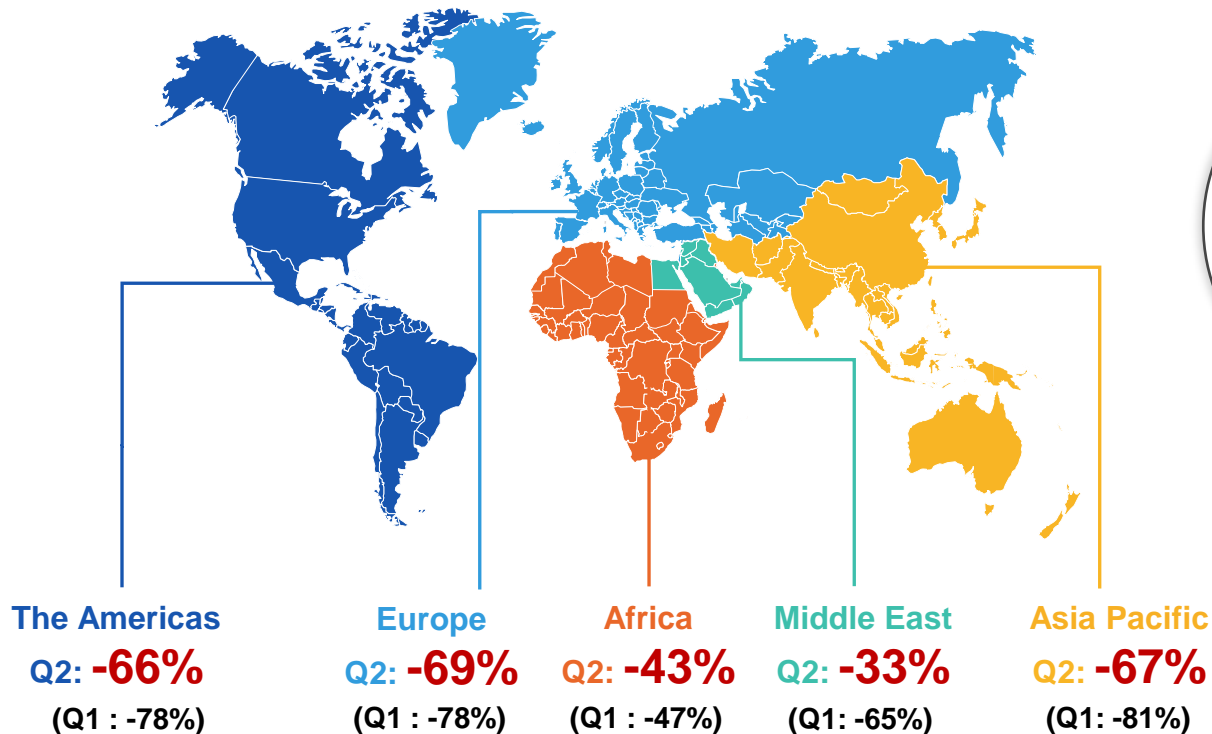 The Americas
Q2: -66%
(Q1 : -78%)
Europe
Q2: -69%
(Q1 : -78%)
Africa
Q2: -43%
(Q1 : -47%)
Middle East
Q2: -33%
(Q1: -65%)
Asia Pacific
Q2: -67%
(Q1: -81%)